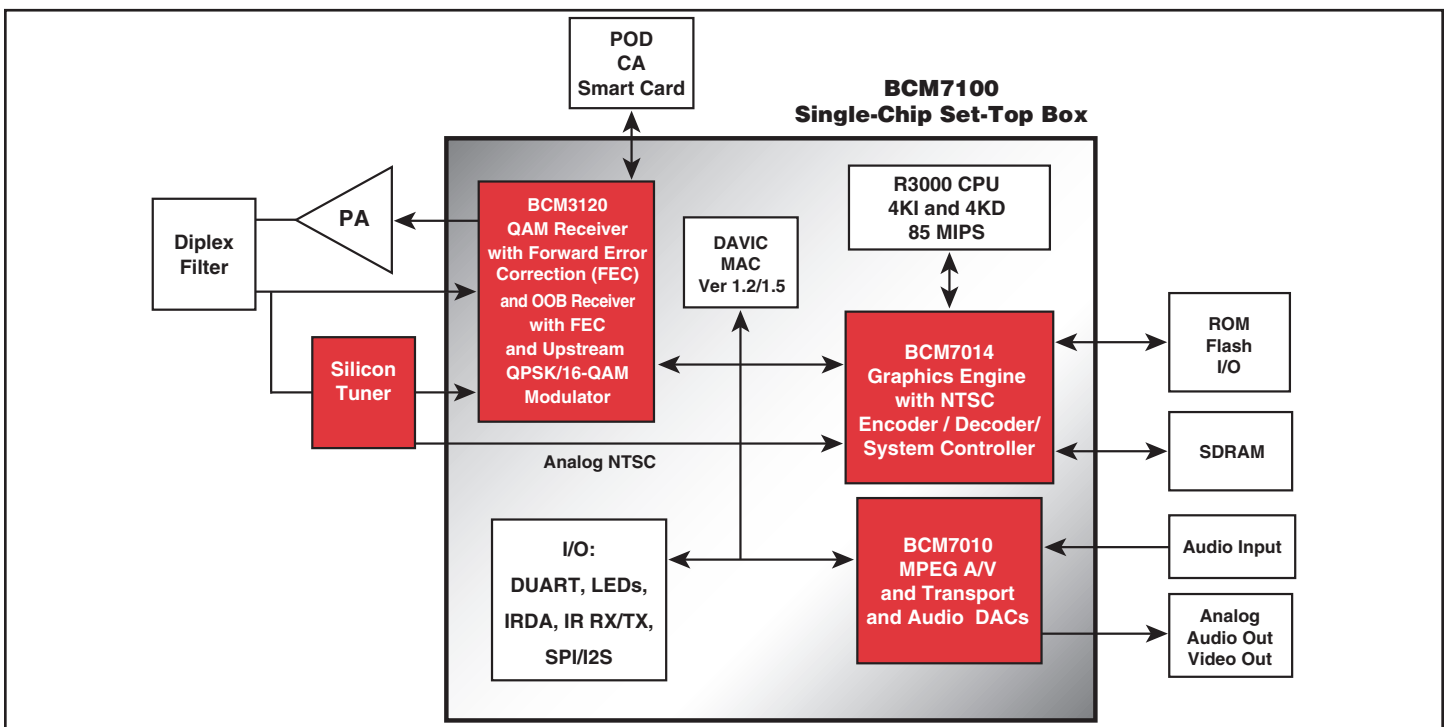 POD
CA
Smart Card
BCM7100
Single-Chip Set-Top Box
Diplex
Filter
PA
BCM3120
QAM Receiver
with Forward Error
Correction (FEC)
and OOB Receiver
with FEC
and Upstream
QPSK/16-QAM
Modulator
DAVIC
MAC
Ver 1.2/1.5
R3000 CPU
4KI and 4KD
85 MIPS
Silicon
Tuner
BCM7014
Graphics Engine
with NTSC
Encoder / Decoder/
System Controller
ROM
Flash
I/O
SDRAM
Analog NTSC
I/O:
DUART, LEDs,
IRDA, IR RX/TX,
SPI/I2S
BCM7010
MPEG A/V
and Transport
and Audio DACs
Audio Input
Analog
Audio Out
Video Out